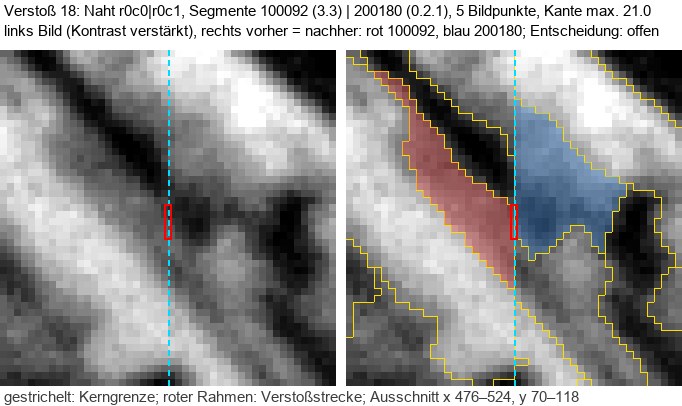 Verstoß 18: Naht r0c0|r0c1, Segmente 100092 (3.3) | 200180 (0.2.1), 5 Bildpunkte, Kante max. 21.0
links Bild (Kontrast verstärkt), rechts vorher = nachher: rot 100092, blau 200180; Entscheidung: offen
gestrichelt: Kerngrenze; roter Rahmen: Verstoßstrecke; Ausschnitt x 476–524, y 70–118